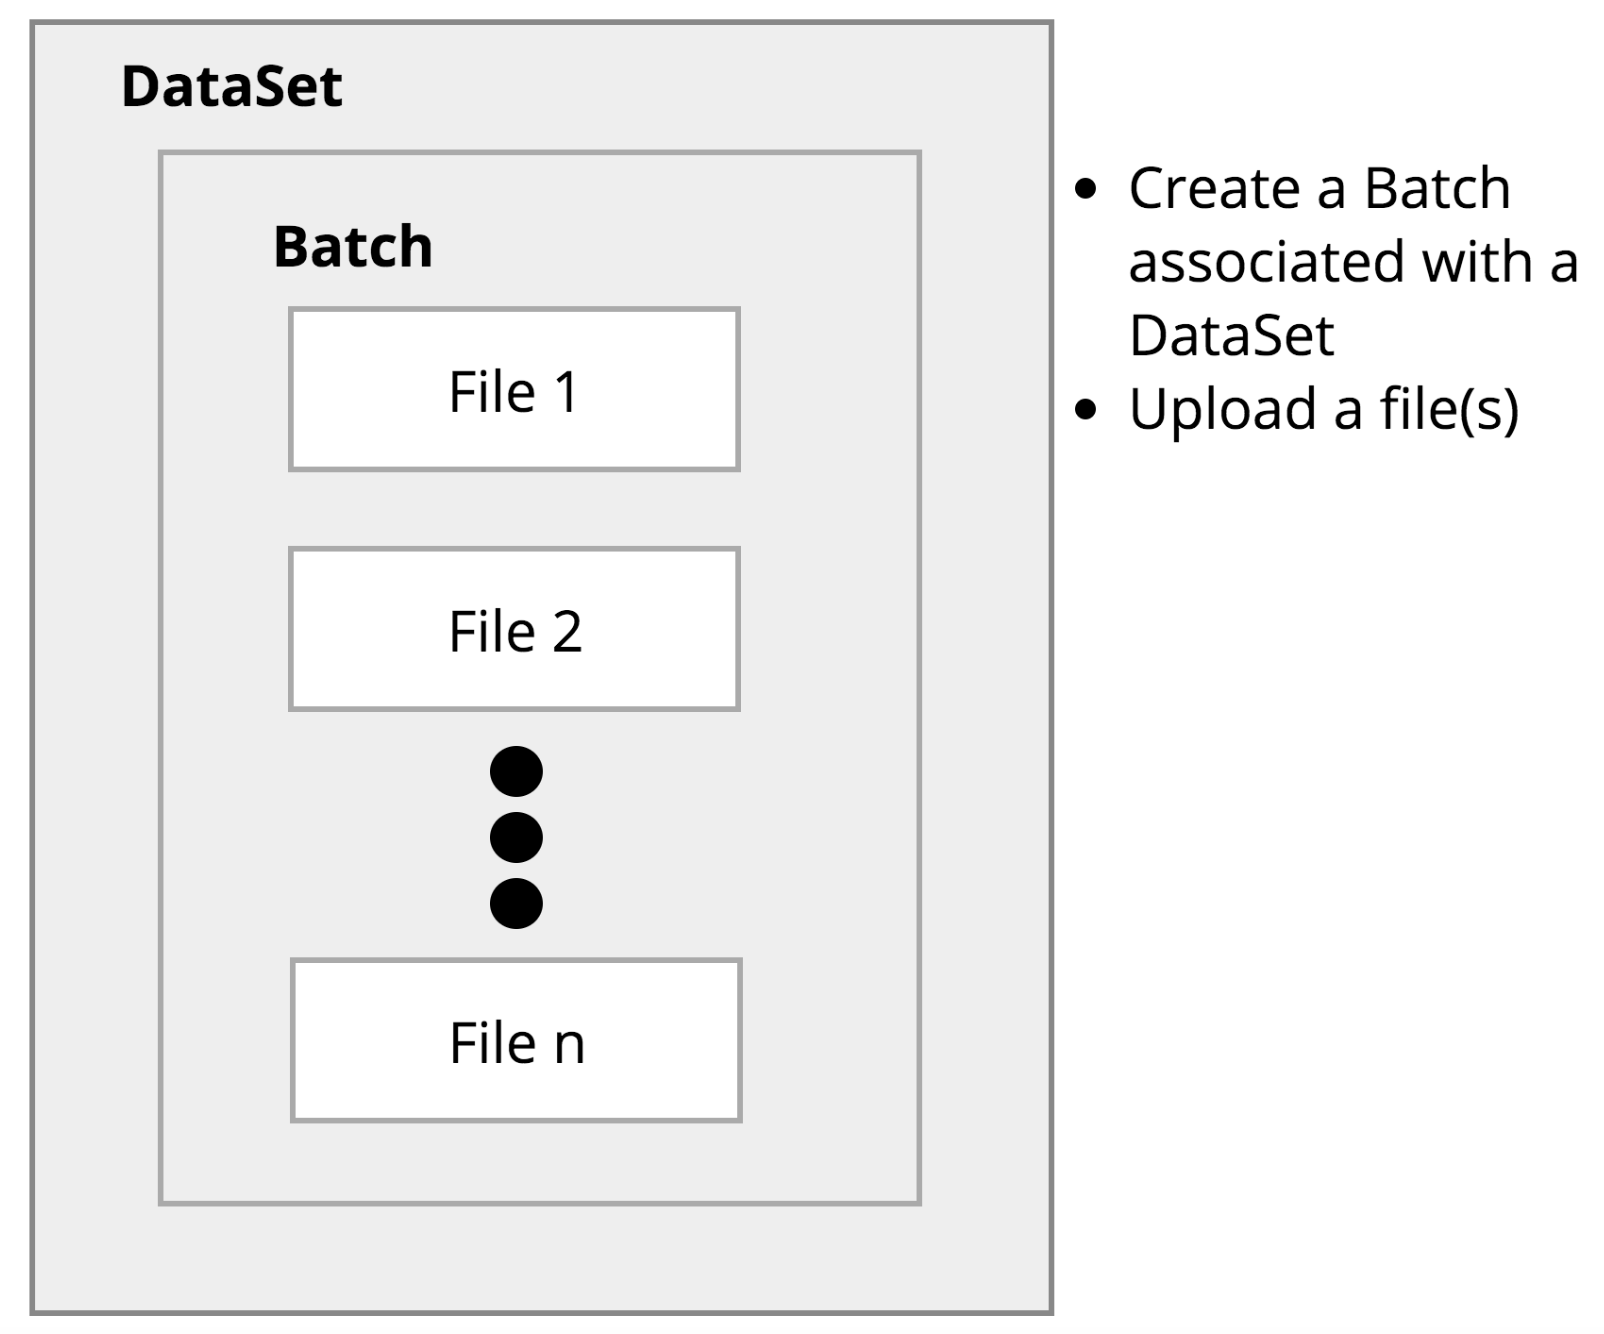 DataSet
Batch
File 1
File 2
File n
• Create a Batch
associated with a
DataSet
• Upload a file(s)